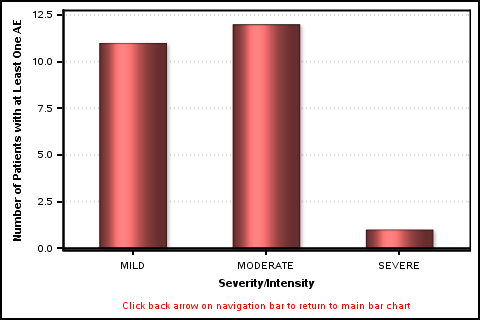 Number of Patients with at Least One AE
12.5
10.0
7.5
5.0
2.5
0.0
MILD MODERATE SEVERE
Severity/Intensity
Click back arrow on navigation bar to return to main bar chart